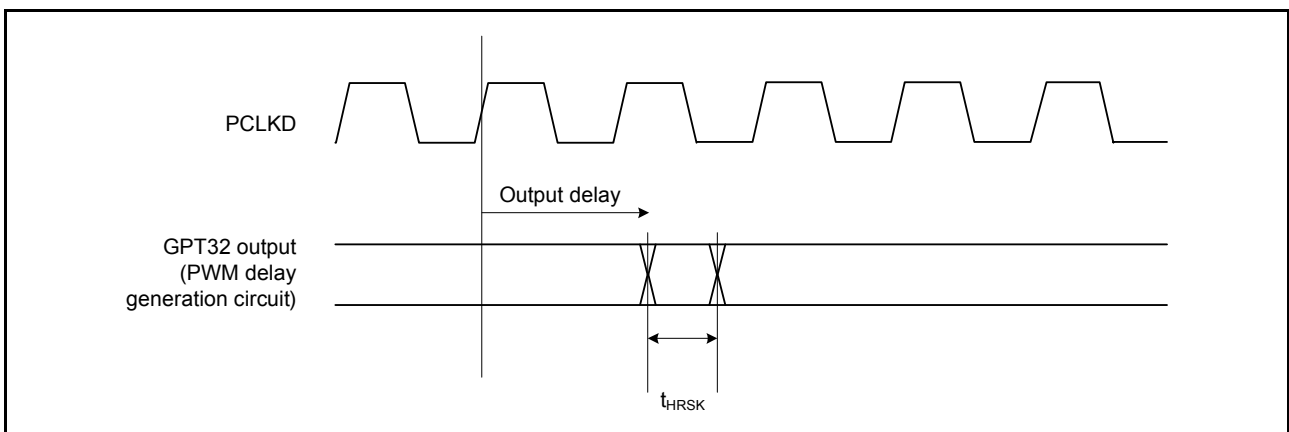 PCLKD
Output delay
GPT32 output
(PWM delay
generation circuit)
tHRSK